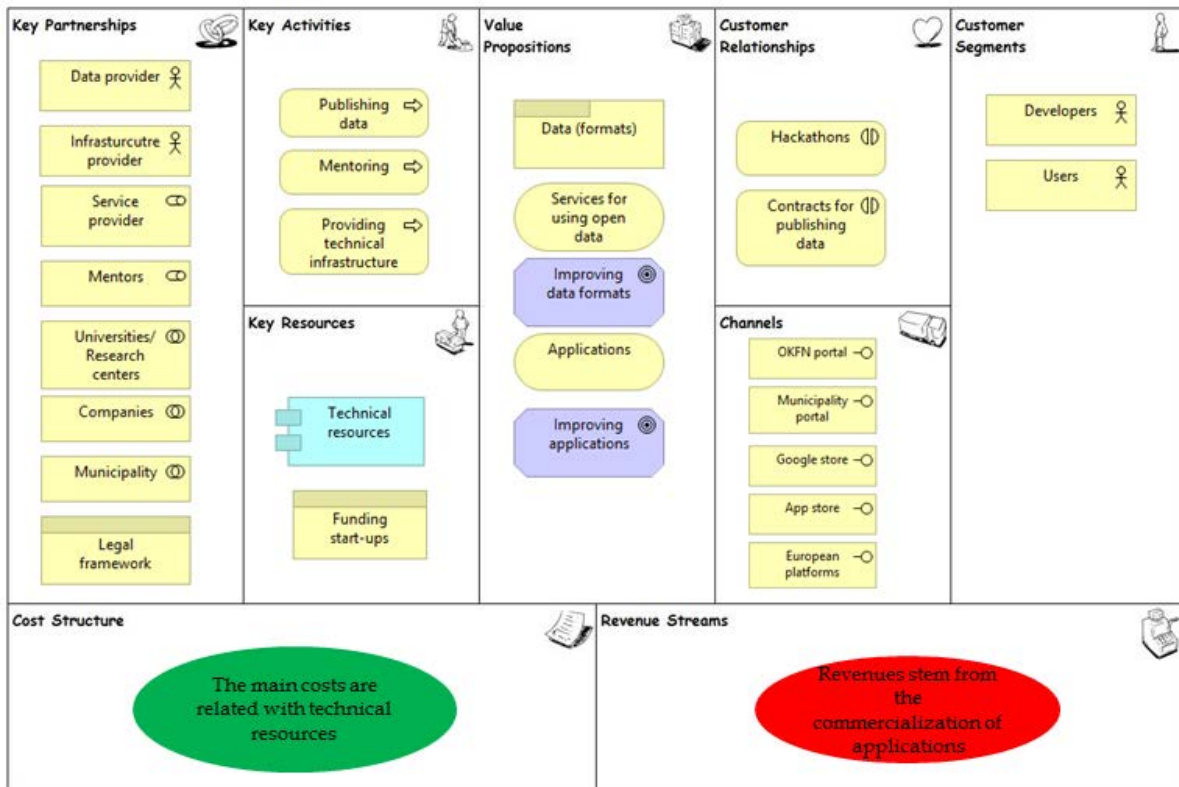 Key Partnerships
Data provider
Infrasturcutre
provider
Service
provider
Mentors
Universities/
Research
centers
Companies
Municipality
Legal
framework
Key Activities
Publishing
data
Mentoring
Providing
technical
infrastructure
Key Resources
Technical
resources
Funding
start-ups
Value
Propositions
Data (formats)
Services for
using open
data
Improving
data formats
Applications
Improving
applications
Customer
Relationships
Hackathons
Contracts for
publishing
data
Channels
OKFN portal
Municipality
portal
Google store
App store
European
platforms
Customer
Segments
Developers
Users
Cost Structure
The main costs are
related with technical
resources
Revenue Streams
Revenues stem from
the
commercialization of
applications